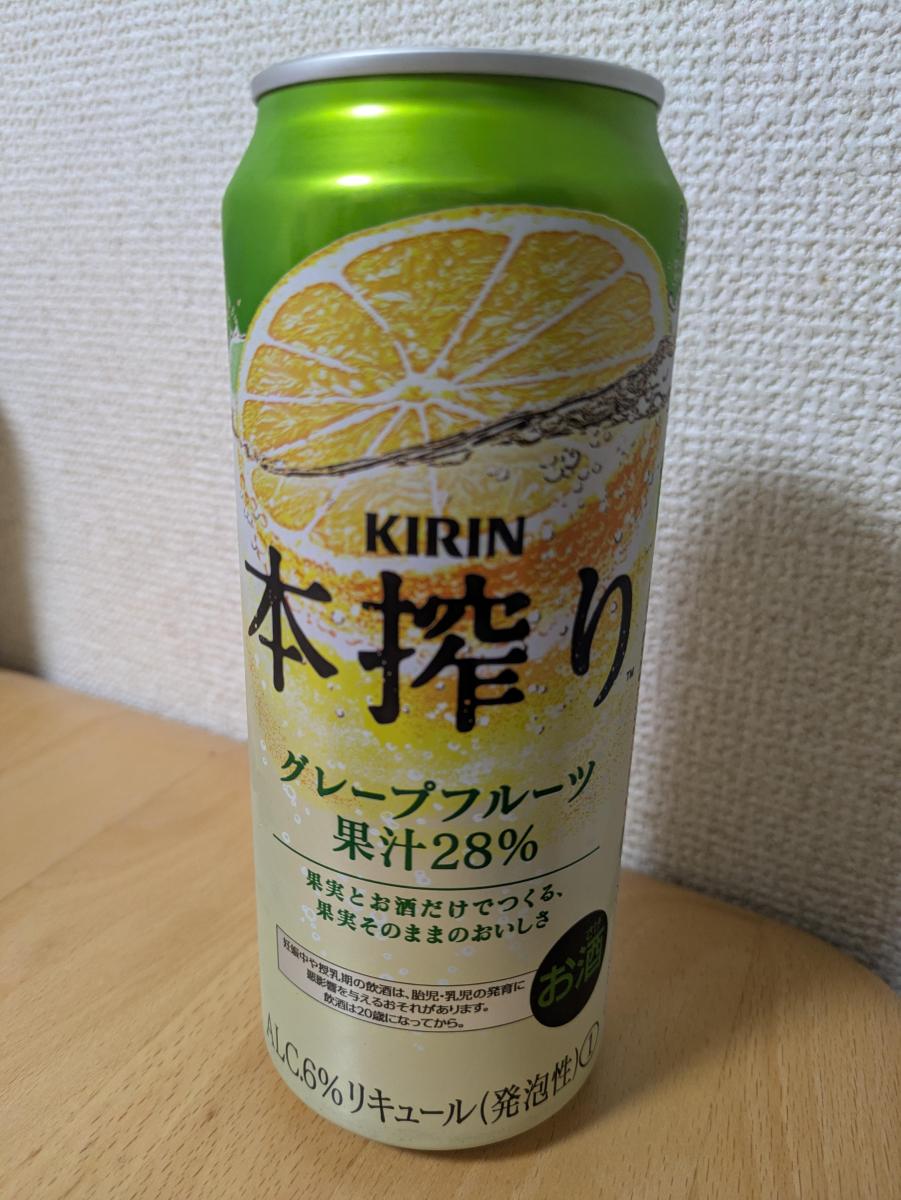 KIRIN
本搾り™
グレープフルーツ
果汁28%
果実とお酒だけでつくる、
果実そのままのおいしさ
妊娠中や授乳期の飲酒は、胎児・乳児の発育に
悪影響を与えるおそれがあります。
飲酒は20歳になってから。
お酒
ALC.6% リキュール(発泡性)①